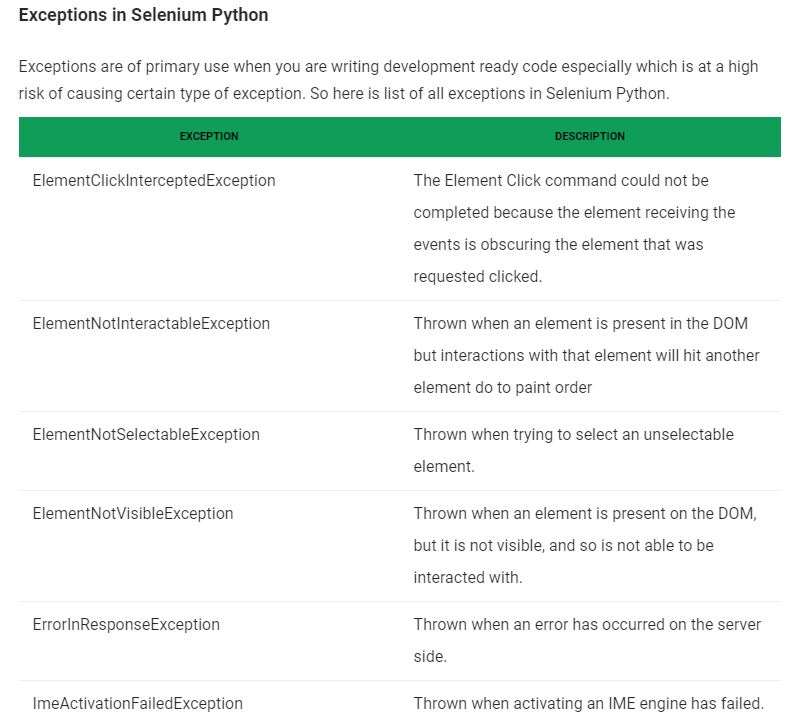 Exceptions in Selenium Python
Exceptions are of primary use when you are writing development ready code especially which is at a high
risk of causing certain type of exception. So here is list of all exceptions in Selenium Python.
EXCEPTION DESCRIPTION
ElementClickInterceptedException The Element Click command could not be
completed because the element receiving the
events is obscuring the element that was
requested clicked.
ElementNotInteractableException Thrown when an element is present in the DOM
but interactions with that element will hit another
element do to paint order
ElementNotSelectableException Thrown when trying to select an unselectable
element.
ElementNotVisibleException Thrown when an element is present on the DOM,
but it is not visible, and so is not able to be
interacted with.
ErrorInResponseException Thrown when an error has occurred on the server
side.
ImeActivationFailedException Thrown when activating an IME engine has failed.